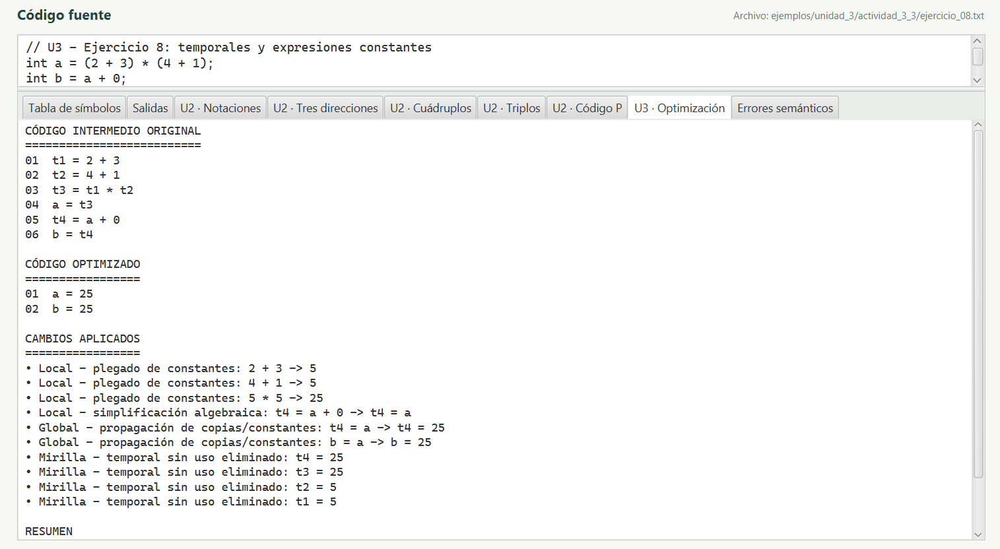 Código fuente
Archivo: ejemplos/unidad_3/actividad_3_3/ejercicio_08.txt
// U3 - Ejercicio 8: temporales y expresiones constantes
int a = (2 + 3) * (4 + 1);
int b = a + 0;
Tabla de símbolos Salidas U2 · Notaciones U2 · Tres direcciones U2 · Cuádruplos U2 · Triplos U2 · Código P U3 · Optimización Errores semánticos
CÓDIGO INTERMEDIO ORIGINAL
==========================
01  t1 = 2 + 3
02  t2 = 4 + 1
03  t3 = t1 * t2
04  a = t3
05  t4 = a + 0
06  b = t4
CÓDIGO OPTIMIZADO
=================
01  a = 25
02  b = 25
CAMBIOS APLICADOS
=================
• Local - plegado de constantes: 2 + 3 -> 5
• Local - plegado de constantes: 4 + 1 -> 5
• Local - plegado de constantes: 5 * 5 -> 25
• Local - simplificación algebraica: t4 = a + 0 -> t4 = a
• Global - propagación de copias/constantes: t4 = a -> t4 = 25
• Global - propagación de copias/constantes: b = a -> b = 25
• Mirilla - temporal sin uso eliminado: t4 = 25
• Mirilla - temporal sin uso eliminado: t3 = 25
• Mirilla - temporal sin uso eliminado: t2 = 5
• Mirilla - temporal sin uso eliminado: t1 = 5
RESUMEN